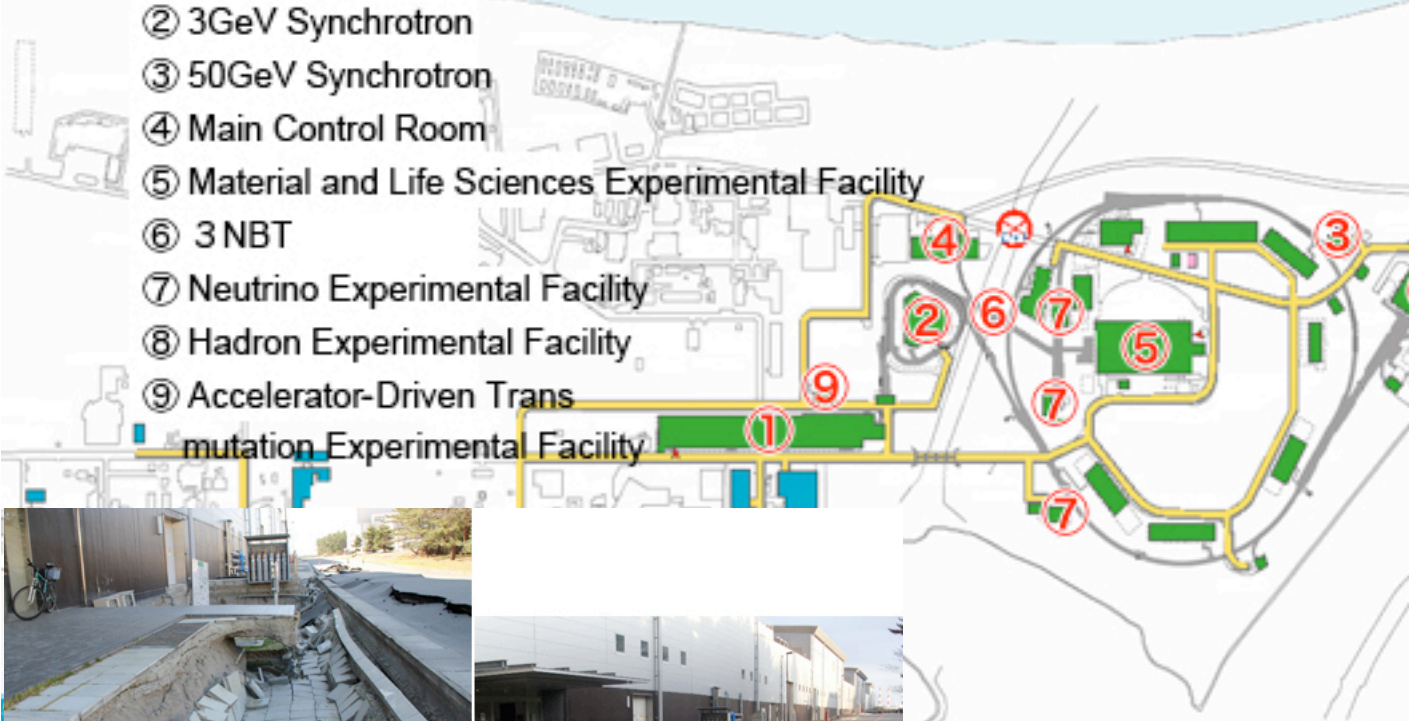 ② 3GeV Synchrotron
③ 50GeV Synchrotron
④ Main Control Room
⑤ Material and Life Sciences Experimental Facility
⑥ 3 NBT
⑦ Neutrino Experimental Facility
⑧ Hadron Experimental Facility
⑨ Accelerator-Driven Trans
mutation Experimental Facility
④
③
②
⑥
⑦
⑤
⑨
⑦
①
⑦